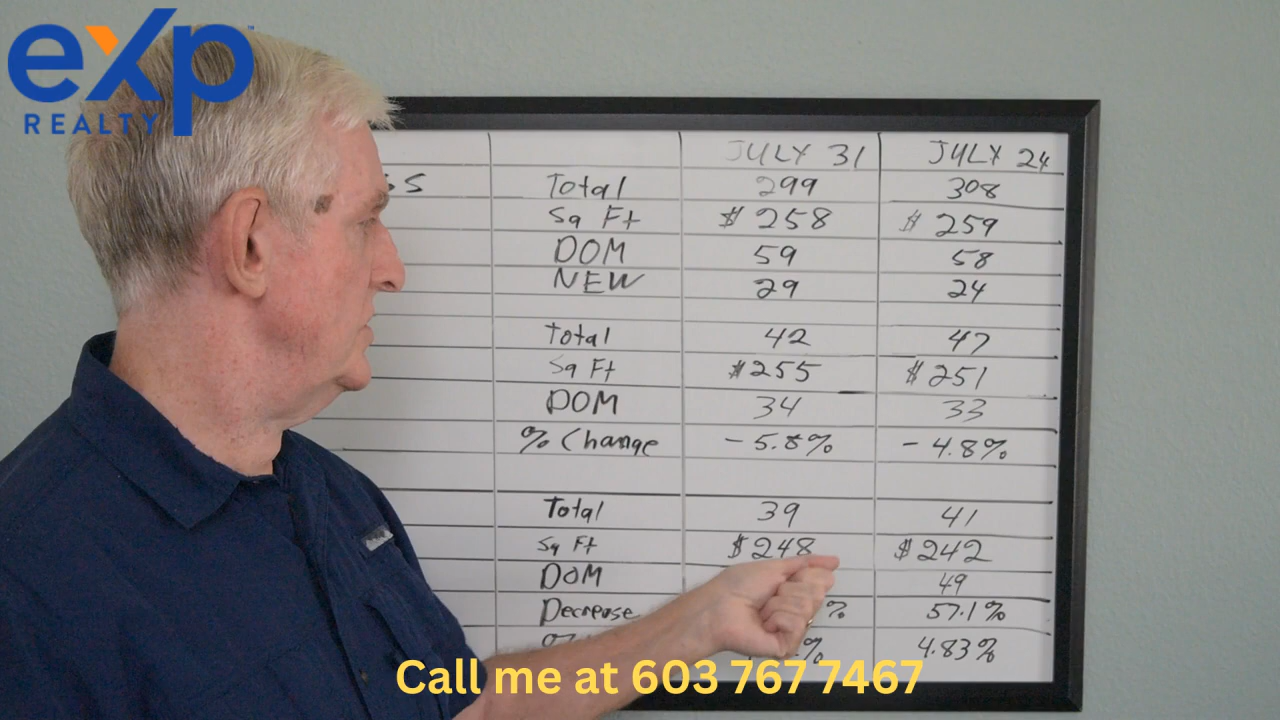 eXp
REALTY
JULY 31 JULY 24
SS Total 299 308
Sq Ft $258 $259
DOM 59 58
NEW 29 24
Total 42 47
Sq Ft $255 $251
DOM 34 33
% Change -5.8% -4.8%
Total 39 41
Sq Ft $248 $242
DOM 49
Decrease % 57.1%
% % 4.83%
Call me at 603 767 7467